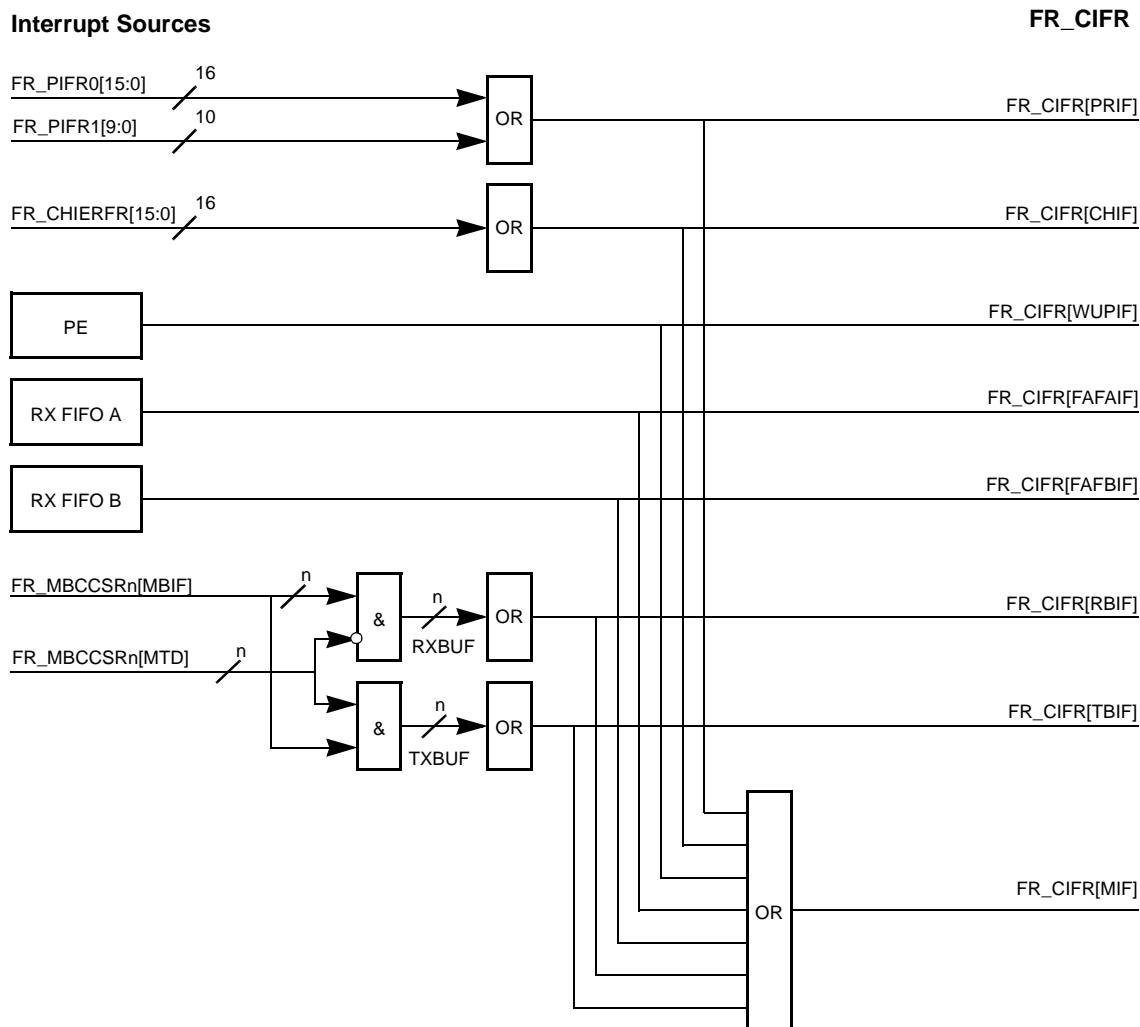 Interrupt Sources
FR_CIFR
FR_PIFR0[15:0]
16
OR
FR_CIFR[PRIF]
FR_PIFR1[9:0]
10
FR_CHIERFR[15:0]
16
OR
FR_CIFR[CHIF]
PE
FR_CIFR[WUPIF]
RX FIFO A
FR_CIFR[FAFAIF]
RX FIFO B
FR_CIFR[FAFBIF]
FR_MBCCSRn[MBIF]
n
&
n
RXBUF
OR
FR_CIFR[RBIF]
FR_MBCCSRn[MTD]
n
&
n
TXBUF
OR
FR_CIFR[TBIF]
OR
FR_CIFR[MIF]